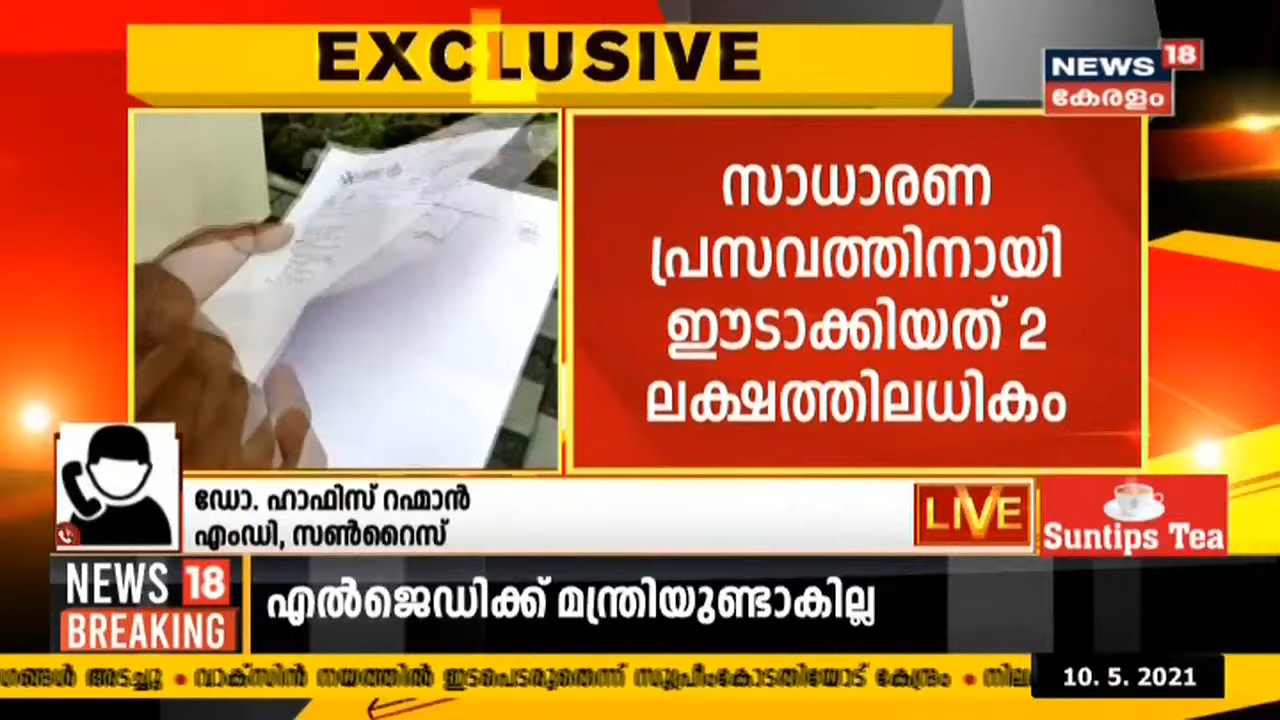 EXCLUSIVE
NEWS 18
കേരളം
സാധാരണ
പ്രസവത്തിനായി
ഈടാക്കിയത് 2
ലക്ഷത്തിലധികം
ഡോ. ഹാഫിസ് റഹ്മാൻ
എംഡി, സൺറൈസ്
LIVE
Suntips Tea
NEWS 18
BREAKING
എൽജെഡിക്ക് മന്ത്രിയുണ്ടാകില്ല
അടച്ചു • വാക്സിൻ നയത്തിൽ ഇടപെടരുതെന്ന് സുപ്രീംകോടതിയോട് കേന്ദ്രം •
10. 5. 2021